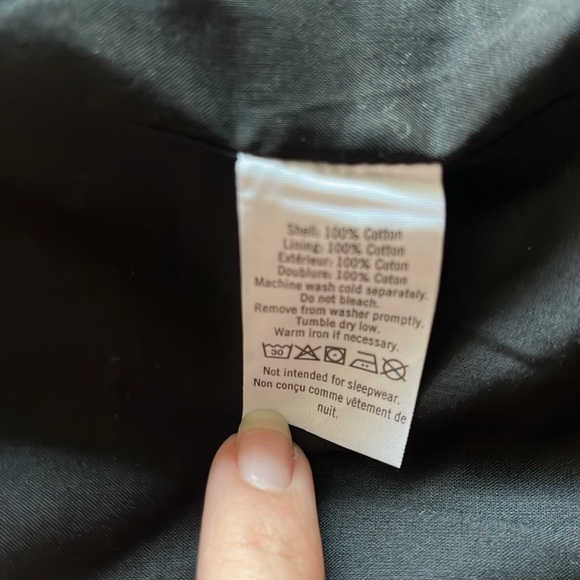 Shell: 100% Cotton
Lining: 100% Cotton
Extérieur: 100% Coton
Doublure: 100% Coton
Machine wash cold separately.
Do not bleach.
Remove from washer promptly.
Tumble dry low.
Warm iron if necessary.
30
Not intended for sleepwear.
Non conçu comme vêtement de
nuit.